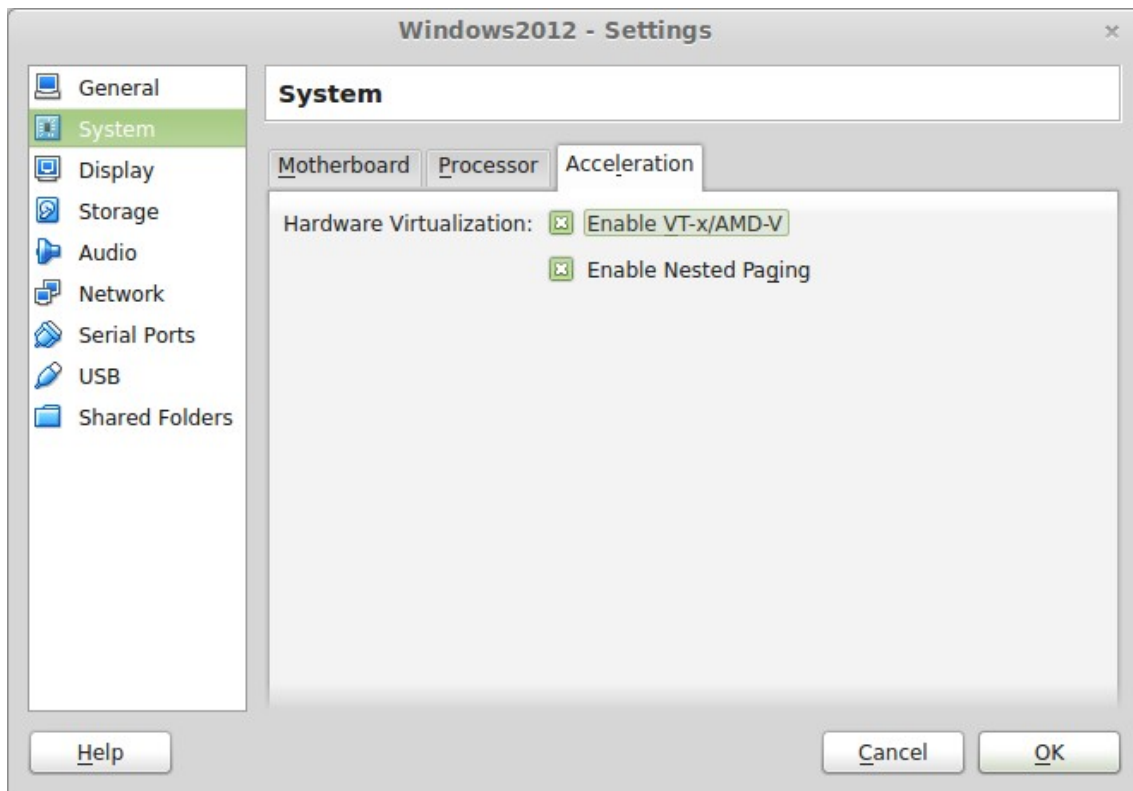 Windows2012 - Settings
General
System
Display
Storage
Audio
Network
Serial Ports
USB
Shared Folders
System
Motherboard Processor Acceleration
Hardware Virtualization: Enable VT-x/AMD-V
Enable Nested Paging
Help Cancel OK